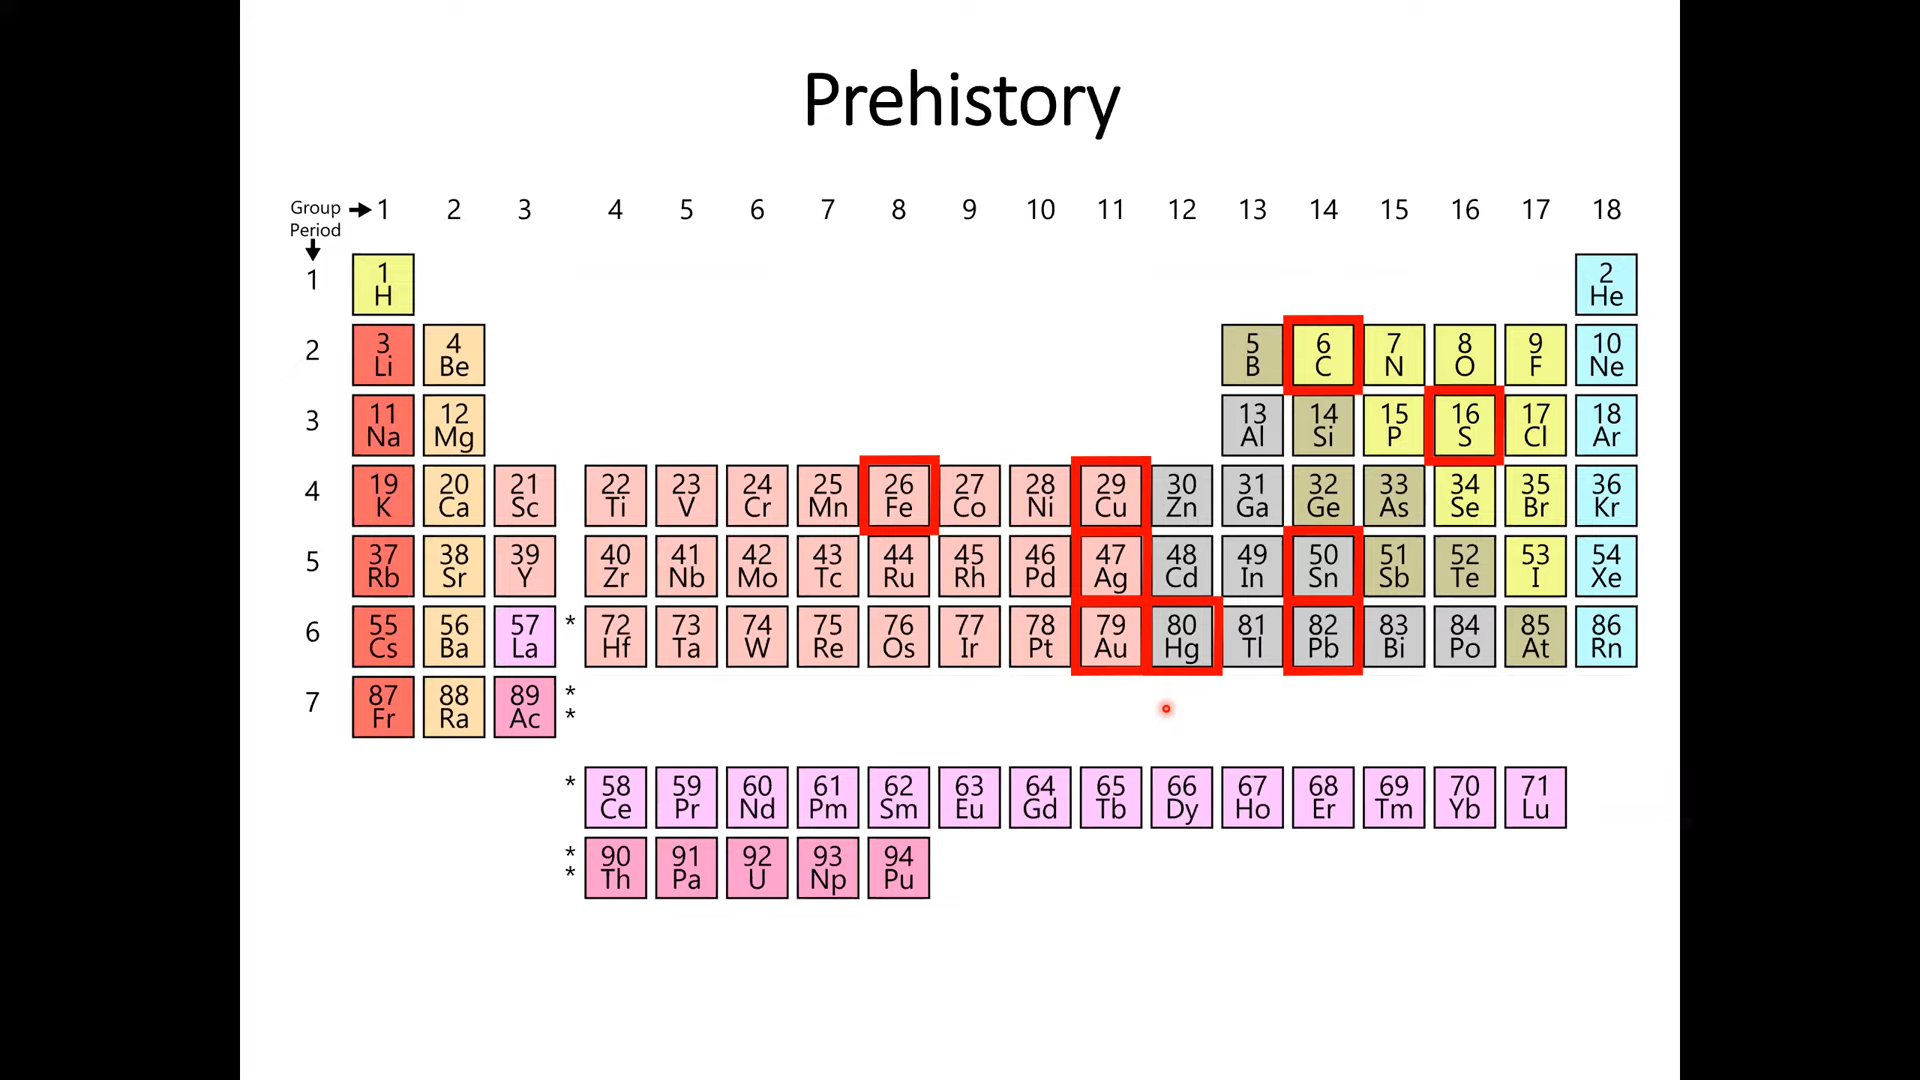 Prehistory
Group → 1 2 3 4 5 6 7 8 9 10 11 12 13 14 15 16 17 18
Period
↓
1 1 2
H He
2 3 4 5 6 7 8 9 10
Li Be B C N O F Ne
3 11 12 13 14 15 16 17 18
Na Mg Al Si P S Cl Ar
4 19 20 21 22 23 24 25 26 27 28 29 30 31 32 33 34 35 36
K Ca Sc Ti V Cr Mn Fe Co Ni Cu Zn Ga Ge As Se Br Kr
5 37 38 39 40 41 42 43 44 45 46 47 48 49 50 51 52 53 54
Rb Sr Y Zr Nb Mo Tc Ru Rh Pd Ag Cd In Sn Sb Te I Xe
6 55 56 57 * 72 73 74 75 76 77 78 79 80 81 82 83 84 85 86
Cs Ba La Hf Ta W Re Os Ir Pt Au Hg Tl Pb Bi Po At Rn
7 87 88 89 *
Fr Ra Ac *
* 58 59 60 61 62 63 64 65 66 67 68 69 70 71
Ce Pr Nd Pm Sm Eu Gd Tb Dy Ho Er Tm Yb Lu
* 90 91 92 93 94
* Th Pa U Np Pu